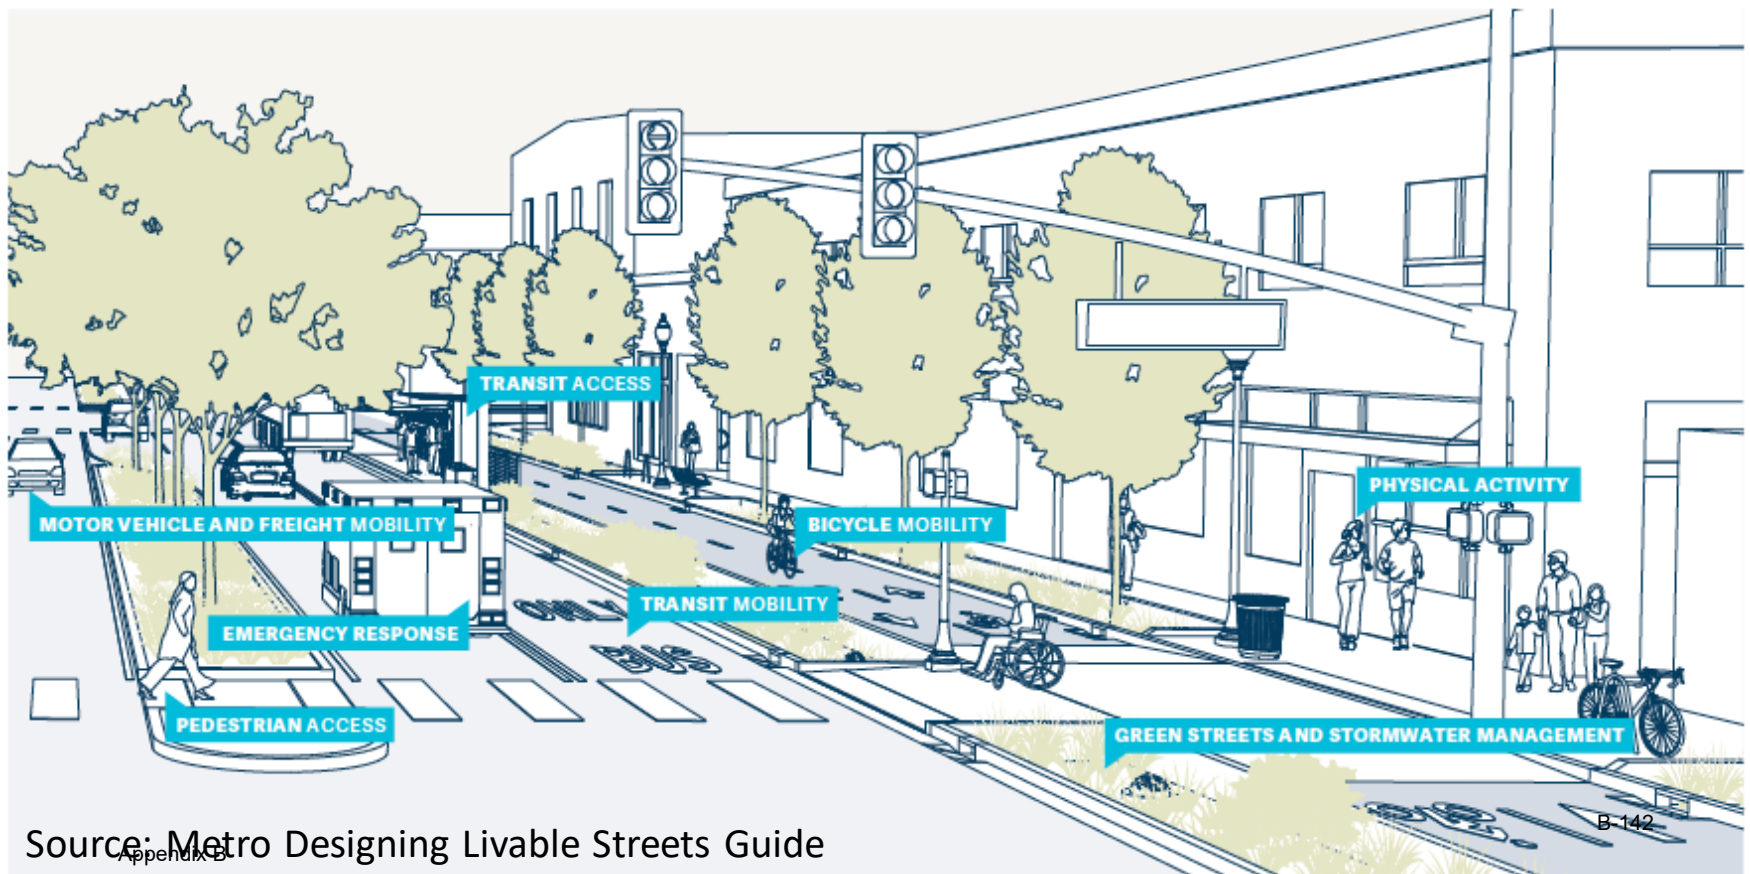 TRANSIT ACCESS
PHYSICAL ACTIVITY
MOTOR VEHICLE AND FREIGHT MOBILITY
BICYCLE MOBILITY
TRANSIT MOBILITY
ONLY
EMERGENCY RESPONSE
BUS
PEDESTRIAN ACCESS
GREEN STREETS AND STORMWATER MANAGEMENT
B-142
Source: Metro Designing Livable Streets Guide
Appendix B